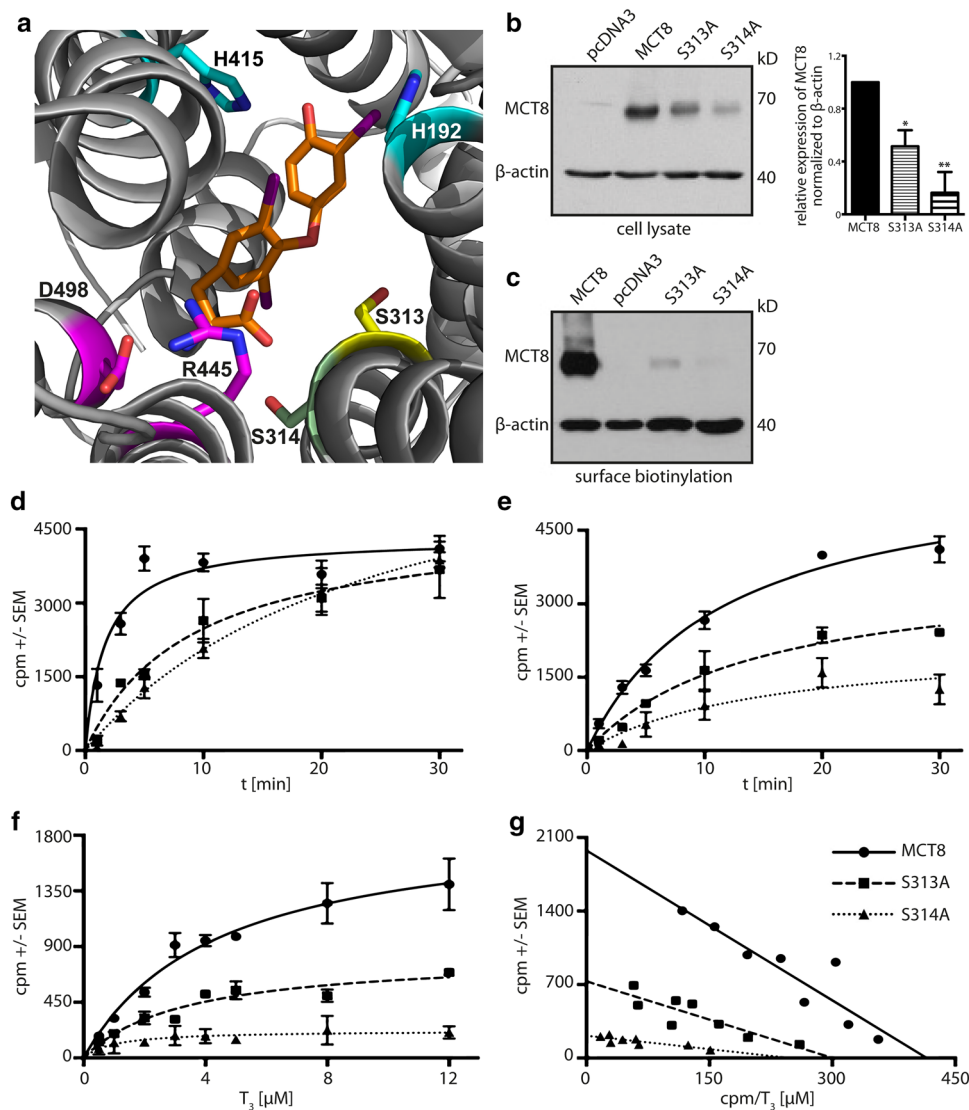 a
H415
H192
D498
R445
S313
S314
b
pcDNA3
MCT8
S313A
S314A
kD
MCT8
70
β-actin
40
cell lysate
relative expression of MCT8
normalized to β-actin
1.2
0.8
0.4
0
*
**
MCT8
S313A
S314A
c
MCT8
pcDNA3
S313A
S314A
kD
MCT8
70
β-actin
40
surface biotinylation
d
cpm +/- SEM
4500
3000
1500
0
0
10
20
30
t [min]
e
cpm +/- SEM
4500
3000
1500
0
0
10
20
30
t [min]
f
cpm +/- SEM
1800
1350
900
450
0
0
4
8
12
T3 [μM]
g
cpm +/- SEM
2100
1400
700
0
0
150
300
450
cpm/T3 [μM]
MCT8
S313A
S314A